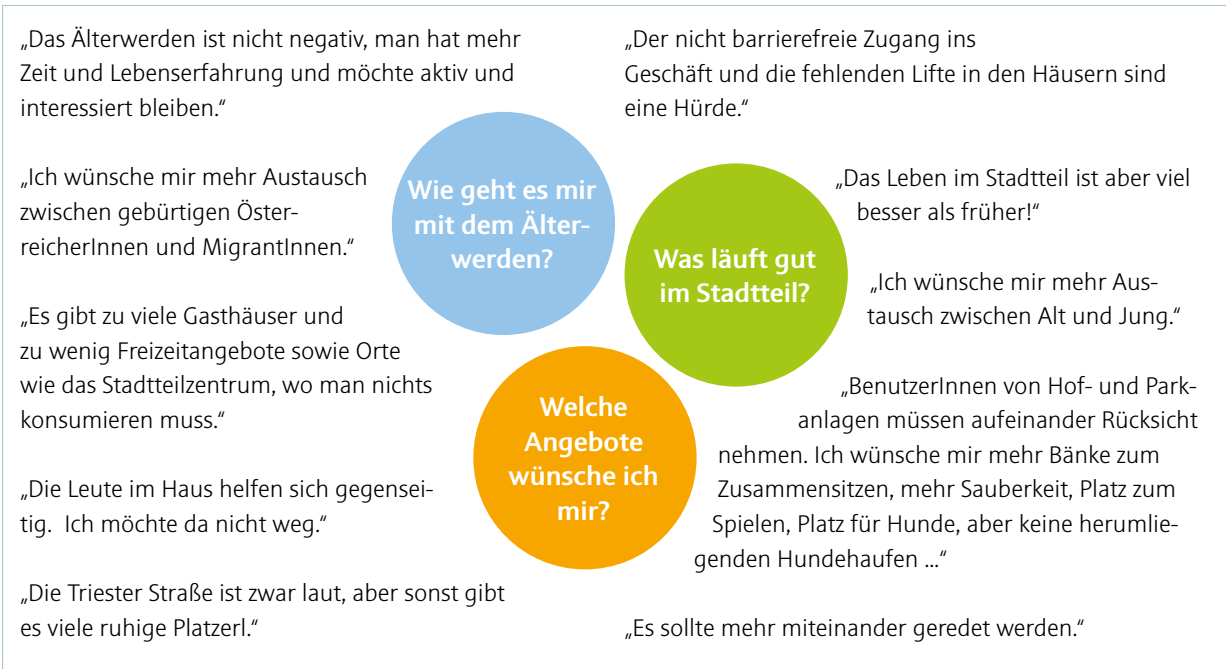 „Das Älterwerden ist nicht negativ, man hat mehr
Zeit und Lebenserfahrung und möchte aktiv und
interessiert bleiben.“
„Ich wünsche mir mehr Austausch
zwischen gebürtigen Öster-
reicherInnen und MigrantInnen.“
„Es gibt zu viele Gasthäuser und
zu wenig Freizeitangebote sowie Orte
wie das Stadtteilzentrum, wo man nichts
konsumieren muss.“
„Die Leute im Haus helfen sich gegensei-
tig.  Ich möchte da nicht weg.“
„Die Triester Straße ist zwar laut, aber sonst gibt
es viele ruhige Platzerl.“
Wie geht es mir
mit dem Älter-
werden?
Was läuft gut
im Stadtteil?
Welche
Angebote
wünsche ich
mir?
„Der nicht barrierefreie Zugang ins
Geschäft und die fehlenden Lifte in den Häusern sind
eine Hürde.“
„Das Leben im Stadtteil ist aber viel
besser als früher!“
„Ich wünsche mir mehr Aus-
tausch zwischen Alt und Jung.“
„BenutzerInnen von Hof- und Park-
anlagen müssen aufeinander Rücksicht
nehmen. Ich wünsche mir mehr Bänke zum
Zusammensitzen, mehr Sauberkeit, Platz zum
Spielen, Platz für Hunde, aber keine herumlie-
genden Hundehaufen ...“
„Es sollte mehr miteinander geredet werden.“